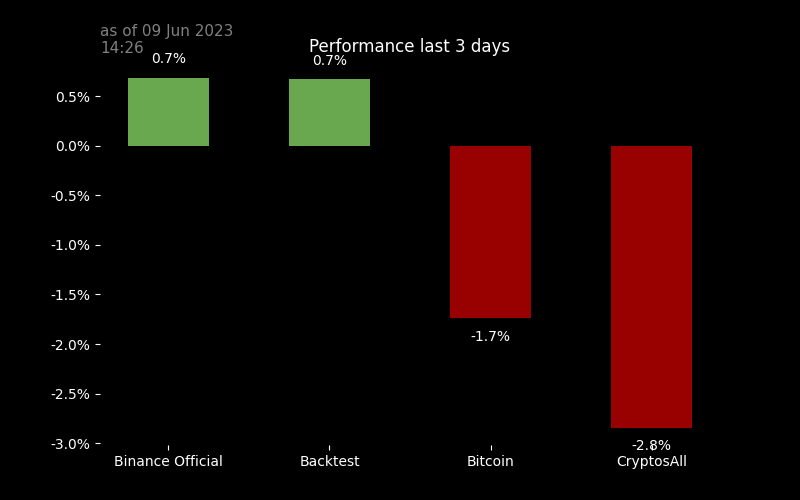 as of 09 Jun 2023
14:26
Performance last 3 days
0.7%
0.7%
0.5%
0.0%
-0.5%
-1.0%
-1.5%
-1.7%
-2.0%
-2.5%
-2.8%
-3.0%
Binance Official
Backtest
Bitcoin
CryptosAll